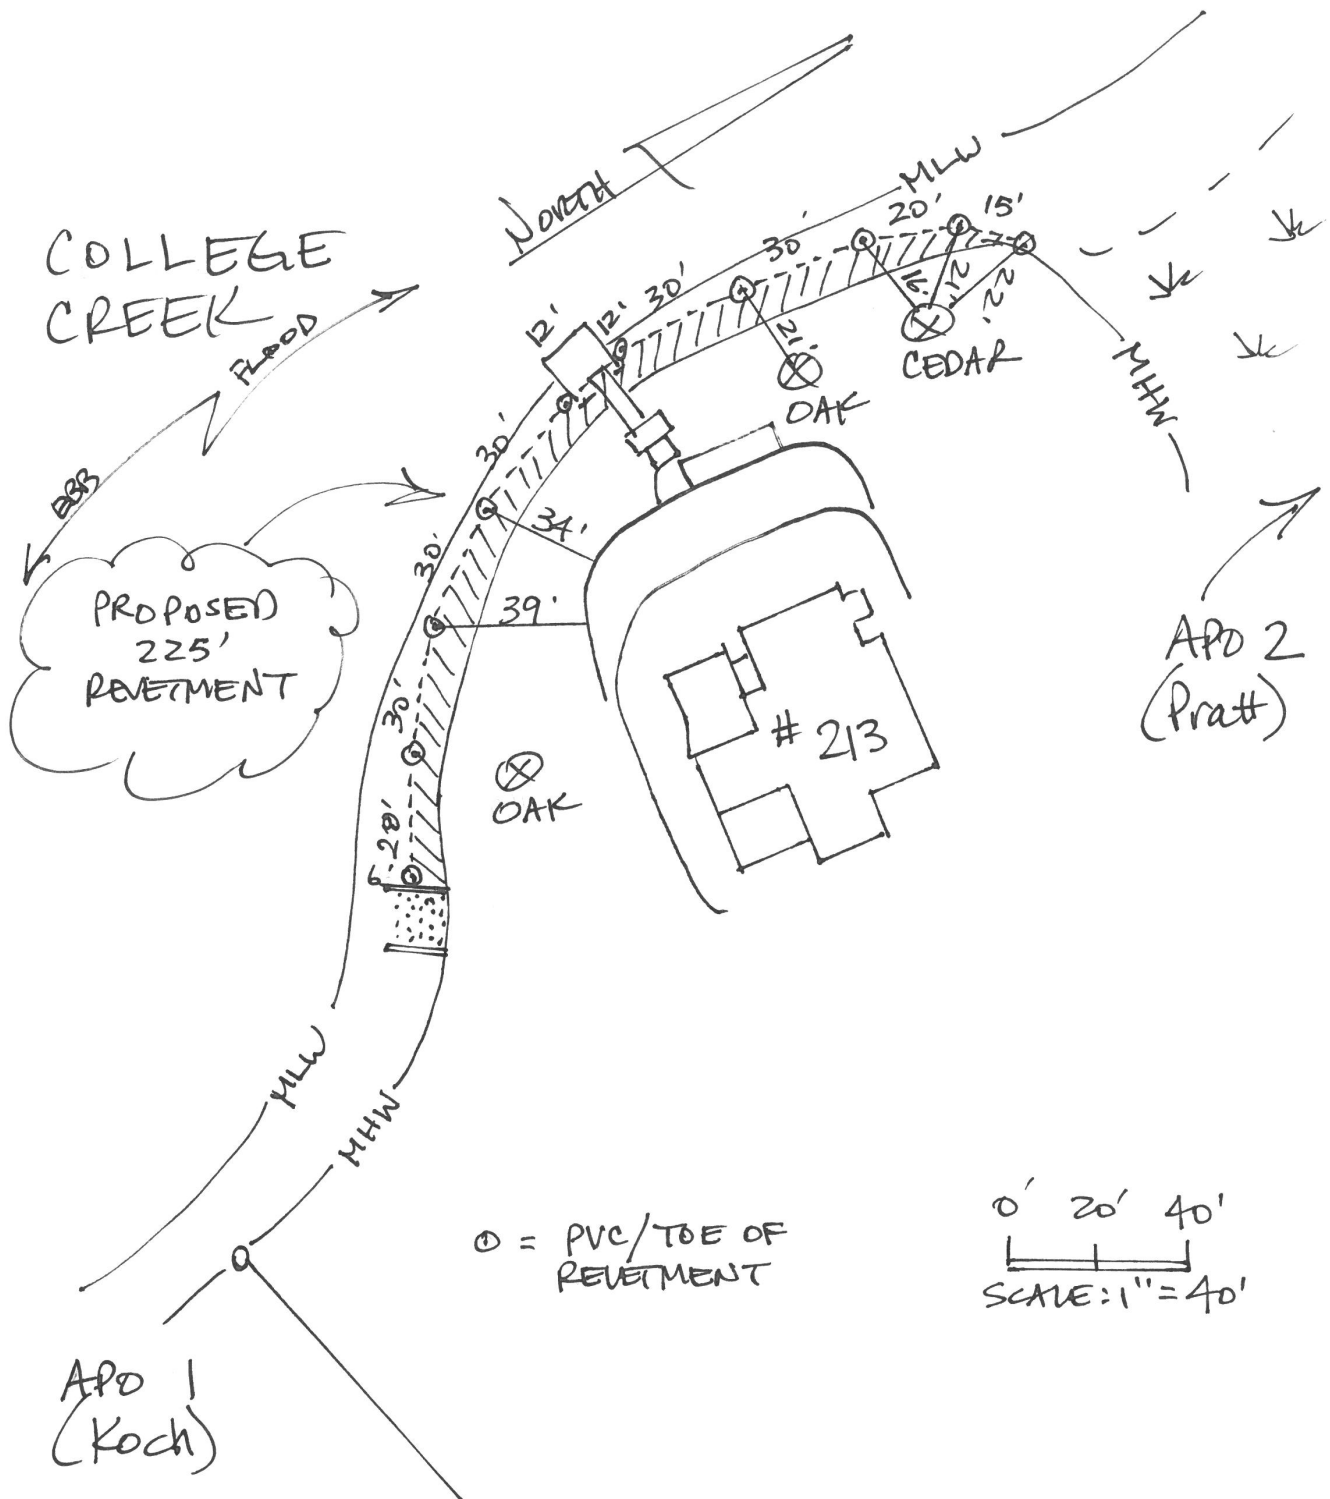 NORTH
MLW
COLLEGE
CREEK
FLOOD
EBB
20'
15'
30'
30'
12'
12'
16'
21'
22'
21'
CEDAR
OAK
MHW
30'
34'
30'
39'
PROPOSED
225'
REVETMENT
APO 2
(Pratt)
30'
# 213
OAK
MLW
MHW
⊙ = PVC/TOE OF
REVETMENT
0' 20' 40'
SCALE: 1" = 40'
APO 1
(Koch)